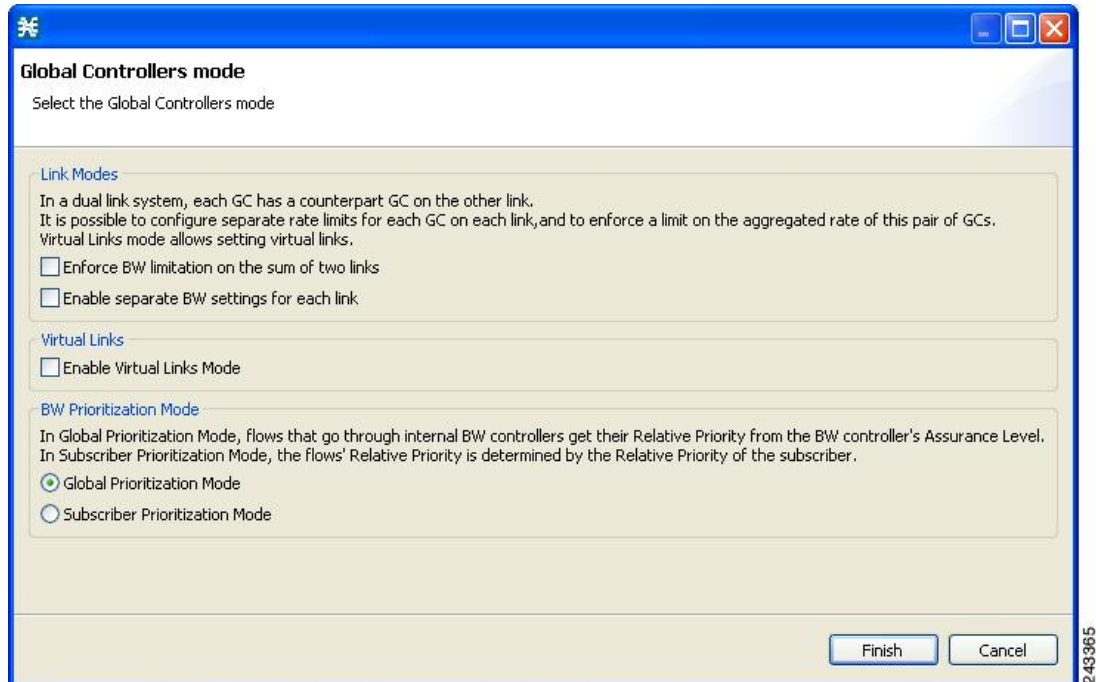 Global Controllers mode
Select the Global Controllers mode
Link Modes
In a dual link system, each GC has a counterpart GC on the other link.
It is possible to configure separate rate limits for each GC on each link,and to enforce a limit on the aggregated rate of this pair of GCs.
Virtual Links mode allows setting virtual links.
Enforce BW limitation on the sum of two links
Enable separate BW settings for each link
Virtual Links
Enable Virtual Links Mode
BW Prioritization Mode
In Global Prioritization Mode, flows that go through internal BW controllers get their Relative Priority from the BW controller's Assurance Level.
In Subscriber Prioritization Mode, the flows' Relative Priority is determined by the Relative Priority of the subscriber.
Global Prioritization Mode
Subscriber Prioritization Mode
Finish
Cancel
243365